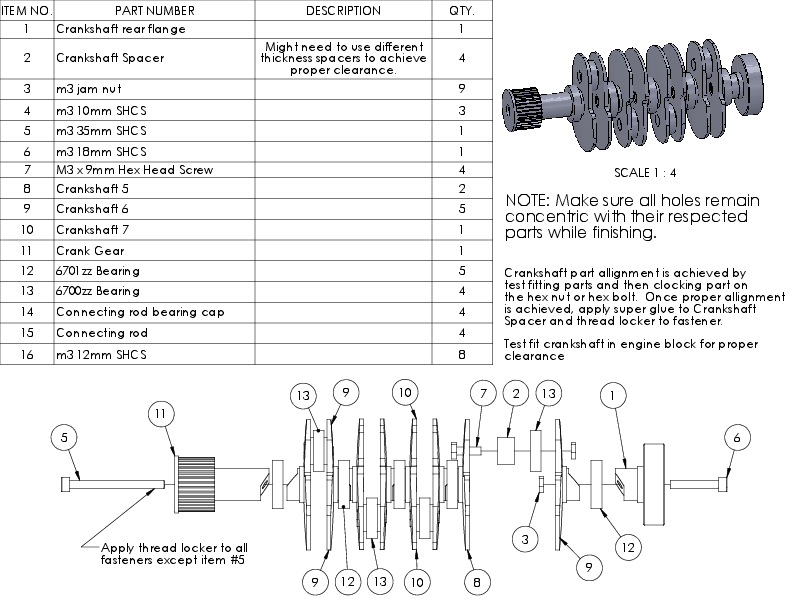 ITEM NO. PART NUMBER DESCRIPTION QTY.
1 Crankshaft rear flange 1
2 Crankshaft Spacer Might need to use different
thickness spacers to achieve
proper clearance. 4
3 m3 jam nut 9
4 m3 10mm SHCS 3
5 m3 35mm SHCS 1
6 m3 18mm SHCS 1
7 M3 x 9mm Hex Head Screw 4
8 Crankshaft 5 2
9 Crankshaft 6 5
10 Crankshaft 7 1
11 Crank Gear 1
12 6701zz Bearing 5
13 6700zz Bearing 4
14 Connecting rod bearing cap 4
15 Connecting rod 4
16 m3 12mm SHCS 8
SCALE 1 : 4
NOTE: Make sure all holes remain
concentric with their respected
parts while finishing.
Crankshaft part allignment is achieved by
test fitting parts and then clocking part on
the hex nut or hex bolt. Once proper allignment
is achieved, apply super glue to Crankshaft
Spacer and thread locker to fastener.
Test fit crankshaft in engine block for proper
clearance
13 9 10 7 2 13 1
5 11 6
3 12
Apply thread locker to all
fasteners except item #5
9 12 13 10 8 9